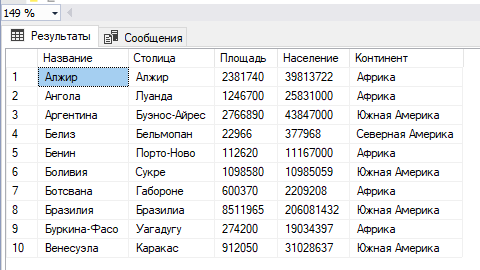 149 %
Результаты Сообщения
Название Столица Площадь Население Континент
1 Алжир Алжир 2381740 39813722 Африка
2 Ангола Луанда 1246700 25831000 Африка
3 Аргентина Буэнос-Айрес 2766890 43847000 Южная Америка
4 Белиз Бельмопан 22966 377968 Северная Америка
5 Бенин Порто-Ново 112620 11167000 Африка
6 Боливия Сукре 1098580 10985059 Южная Америка
7 Ботсвана Габороне 600370 2209208 Африка
8 Бразилия Бразилиа 8511965 206081432 Южная Америка
9 Буркина-Фасо Уагадугу 274200 19034397 Африка
10 Венесуэла Каракас 912050 31028637 Южная Америка